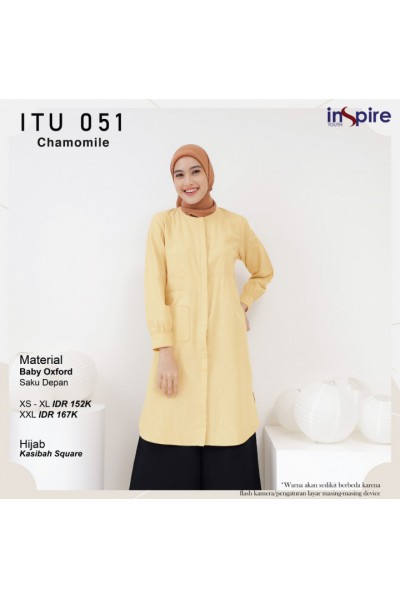 ITU 051
Chamomile
inspire
YOUTH
Material
Baby Oxford
Saku Depan
XS - XL IDR 152K
XXL IDR 167K
Hijab
Kasibah Square
"Warna akan sedikit berbeda karena
flash kamera/pengaturan layar masing-masing device